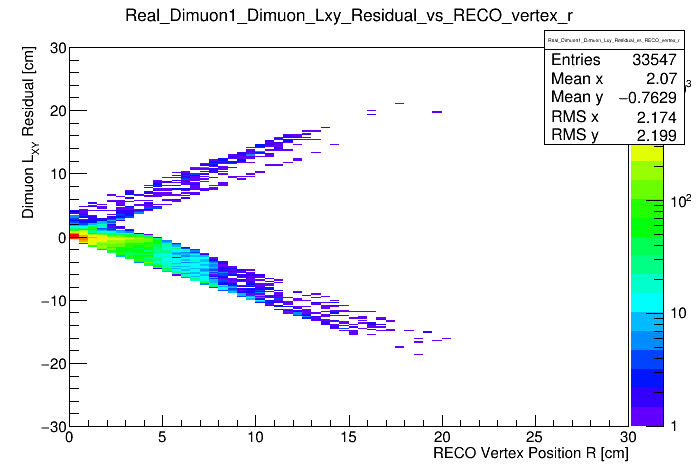 Real_Dimuon1_Dimuon_Lxy_Residual_vs_RECO_vertex_r
Real_Dimuon1_Dimuon_Lxy_Residual_vs_RECO_vertex_r
Entries 33547
Mean x 2.07
Mean y −0.7629
RMS x 2.174
RMS y 2.199
Dimuon L_XY Residual [cm]
30
20
10
0
−10
−20
−30
0 5 10 15 20 25 30
RECO Vertex Position R [cm]
3
10²
10
1